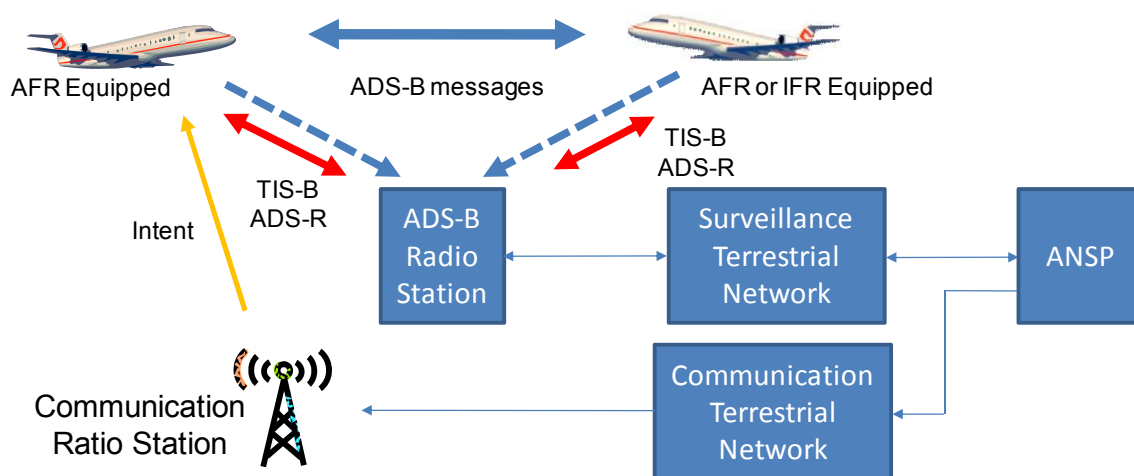 AFR Equipped
ADS-B messages
AFR or IFR Equipped
TIS-B
ADS-R
TIS-B
ADS-R
Intent
ADS-B
Radio
Station
Surveillance
Terrestrial
Network
ANSP
Communication
Ratio Station
Communication
Terrestrial
Network